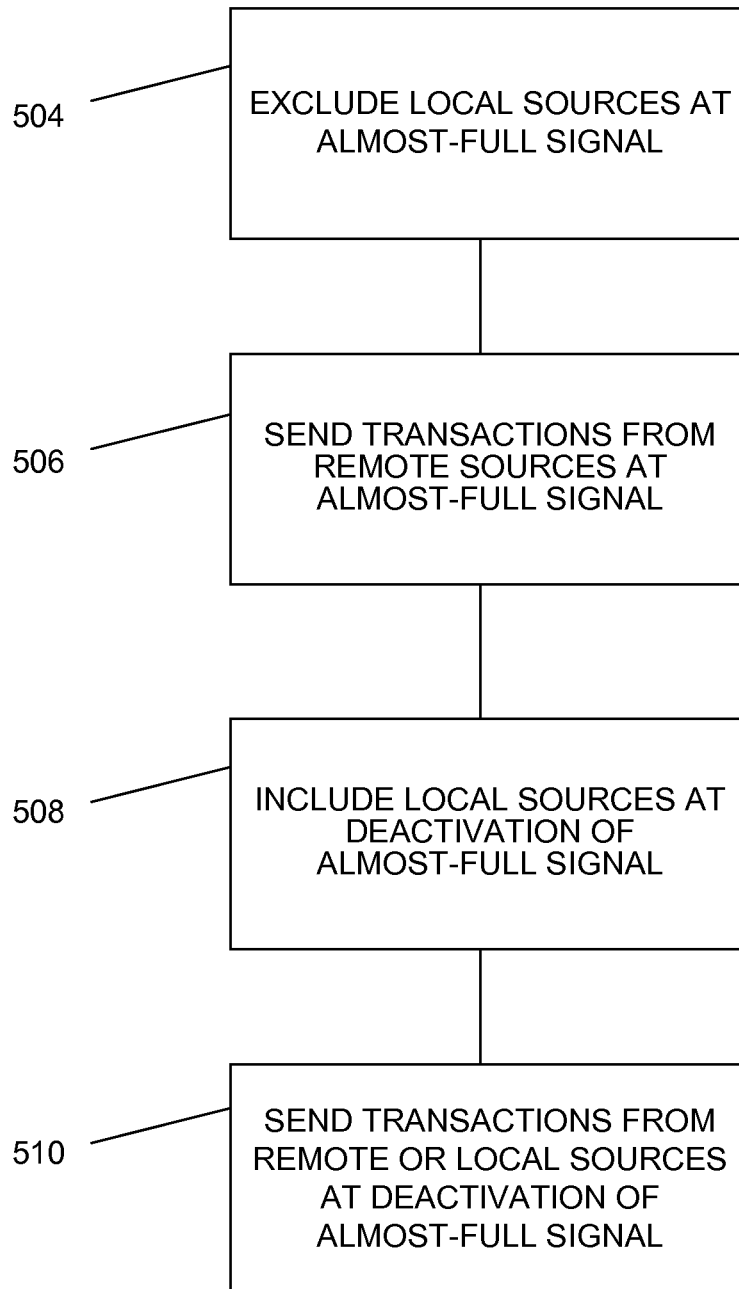 504
EXCLUDE LOCAL SOURCES AT
ALMOST-FULL SIGNAL
506
SEND TRANSACTIONS FROM
REMOTE SOURCES AT
ALMOST-FULL SIGNAL
508
INCLUDE LOCAL SOURCES AT
DEACTIVATION OF
ALMOST-FULL SIGNAL
510
SEND TRANSACTIONS FROM
REMOTE OR LOCAL SOURCES
AT DEACTIVATION OF
ALMOST-FULL SIGNAL